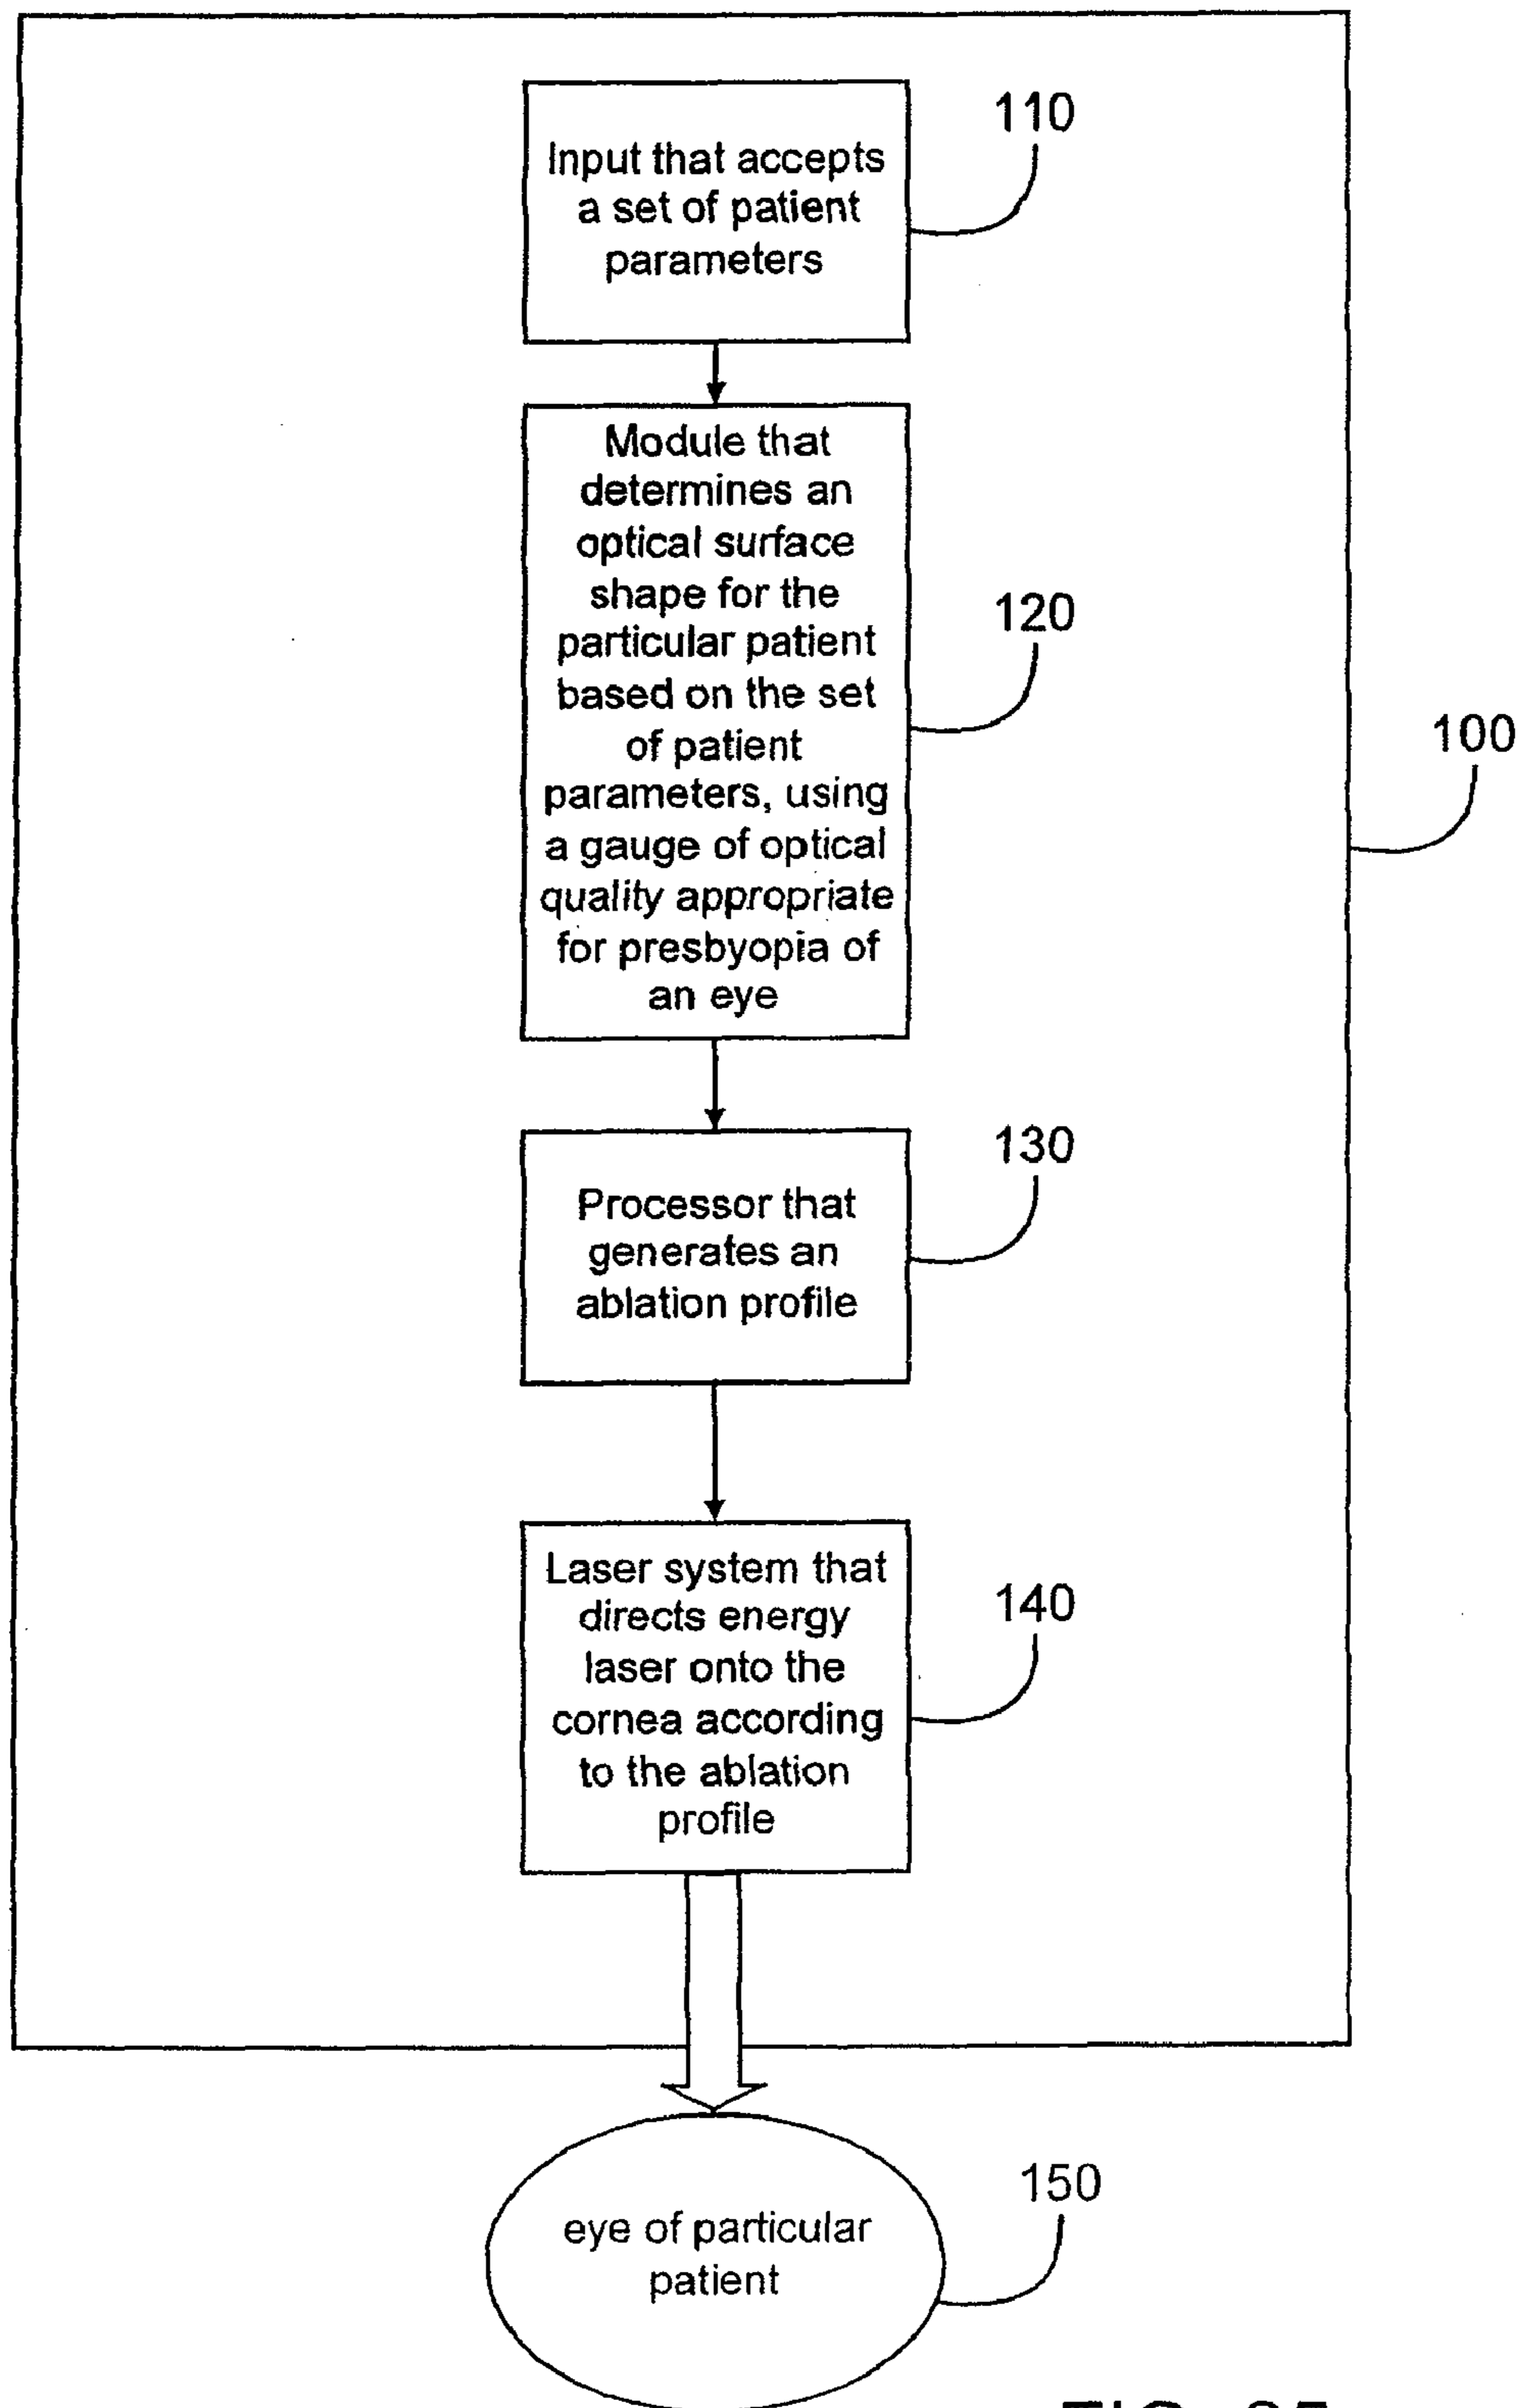 Input that accepts
a set of patient
parameters
110
Module that
determines an
optical surface
shape for the
particular patient
based on the set
of patient
parameters, using
a gauge of optical
quality appropriate
for presbyopia of
an eye
120
100
Processor that
generates an
ablation profile
130
Laser system that
directs energy
laser onto the
cornea according
to the ablation
profile
140
eye of particular
patient
150